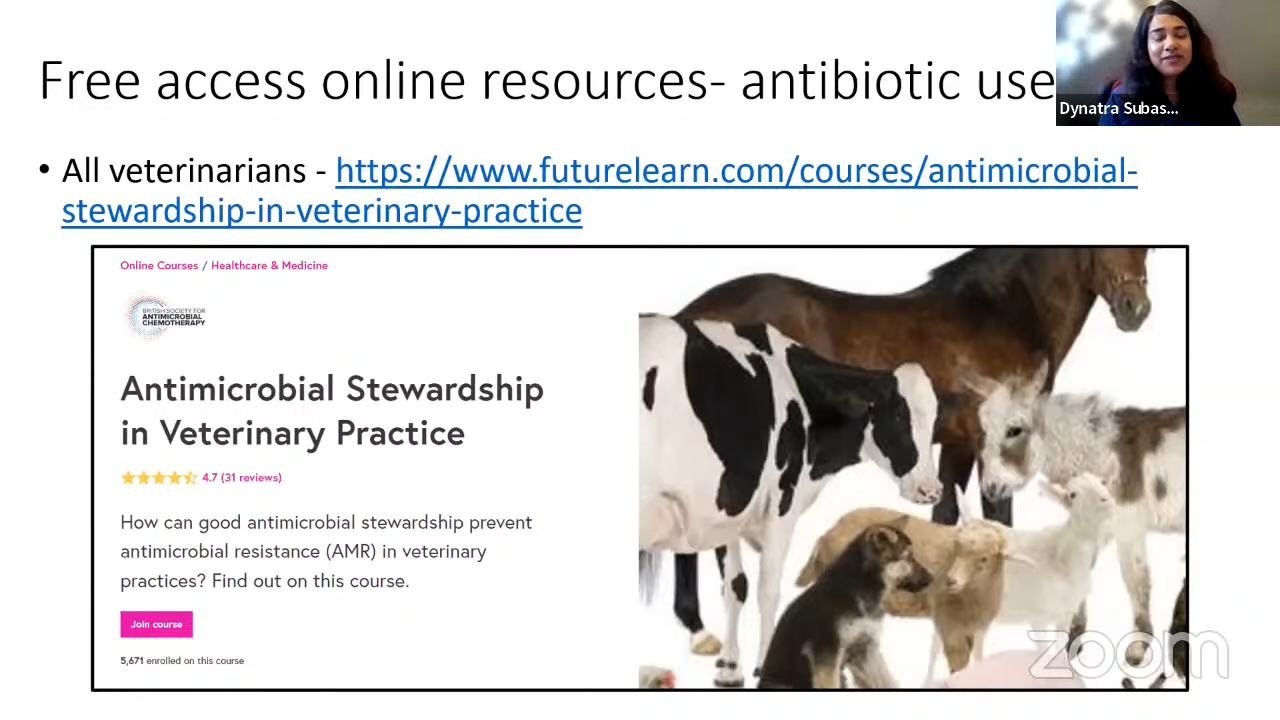 Free access online resources- antibiotic use
Dynatra Subas...
• All veterinarians - https://www.futurelearn.com/courses/antimicrobial-
stewardship-in-veterinary-practice
Online Courses / Healthcare & Medicine
BRITISH SOCIETY FOR
ANTIMICROBIAL
CHEMOTHERAPY
Antimicrobial Stewardship
in Veterinary Practice
4.7 (31 reviews)
How can good antimicrobial stewardship prevent
antimicrobial resistance (AMR) in veterinary
practices? Find out on this course.
Join course
5,671 enrolled on this course
zoom